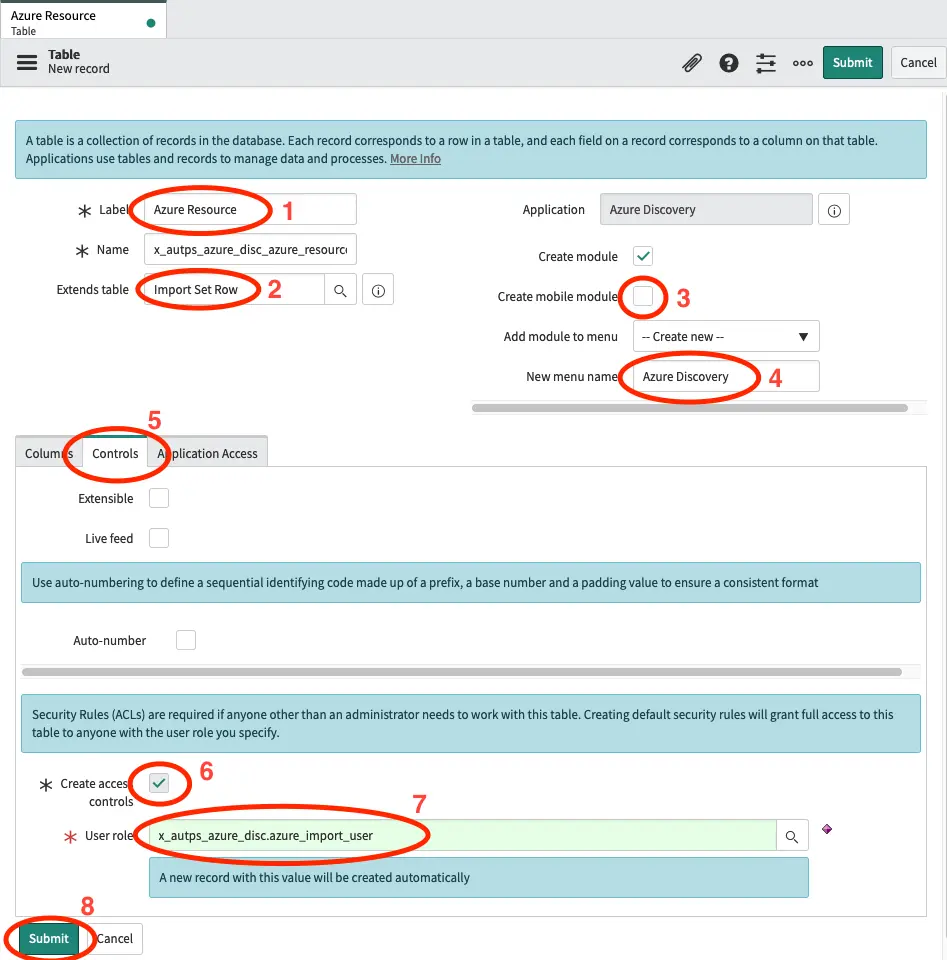 Azure Resource
Table
Table
New record
Submit
Cancel
A table is a collection of records in the database. Each record corresponds to a row in a table, and each field on a record corresponds to a column on that table.
Applications use tables and records to manage data and processes. More Info
Label Azure Resource 1
Application Azure Discovery
Name x_autps_azure_disc_azure_resourc
Create module
Extends table Import Set Row 2
Create mobile module 3
Add module to menu -- Create new --
New menu name Azure Discovery 4
5
Columns Controls Application Access
Extensible
Live feed
Use auto-numbering to define a sequential identifying code made up of a prefix, a base number and a padding value to ensure a consistent format
Auto-number
Security Rules (ACLs) are required if anyone other than an administrator needs to work with this table. Creating default security rules will grant full access to this
table to anyone with the user role you specify.
Create access 6
controls
7
User role x_autps_azure_disc.azure_import_user
A new record with this value will be created automatically
8
Submit Cancel